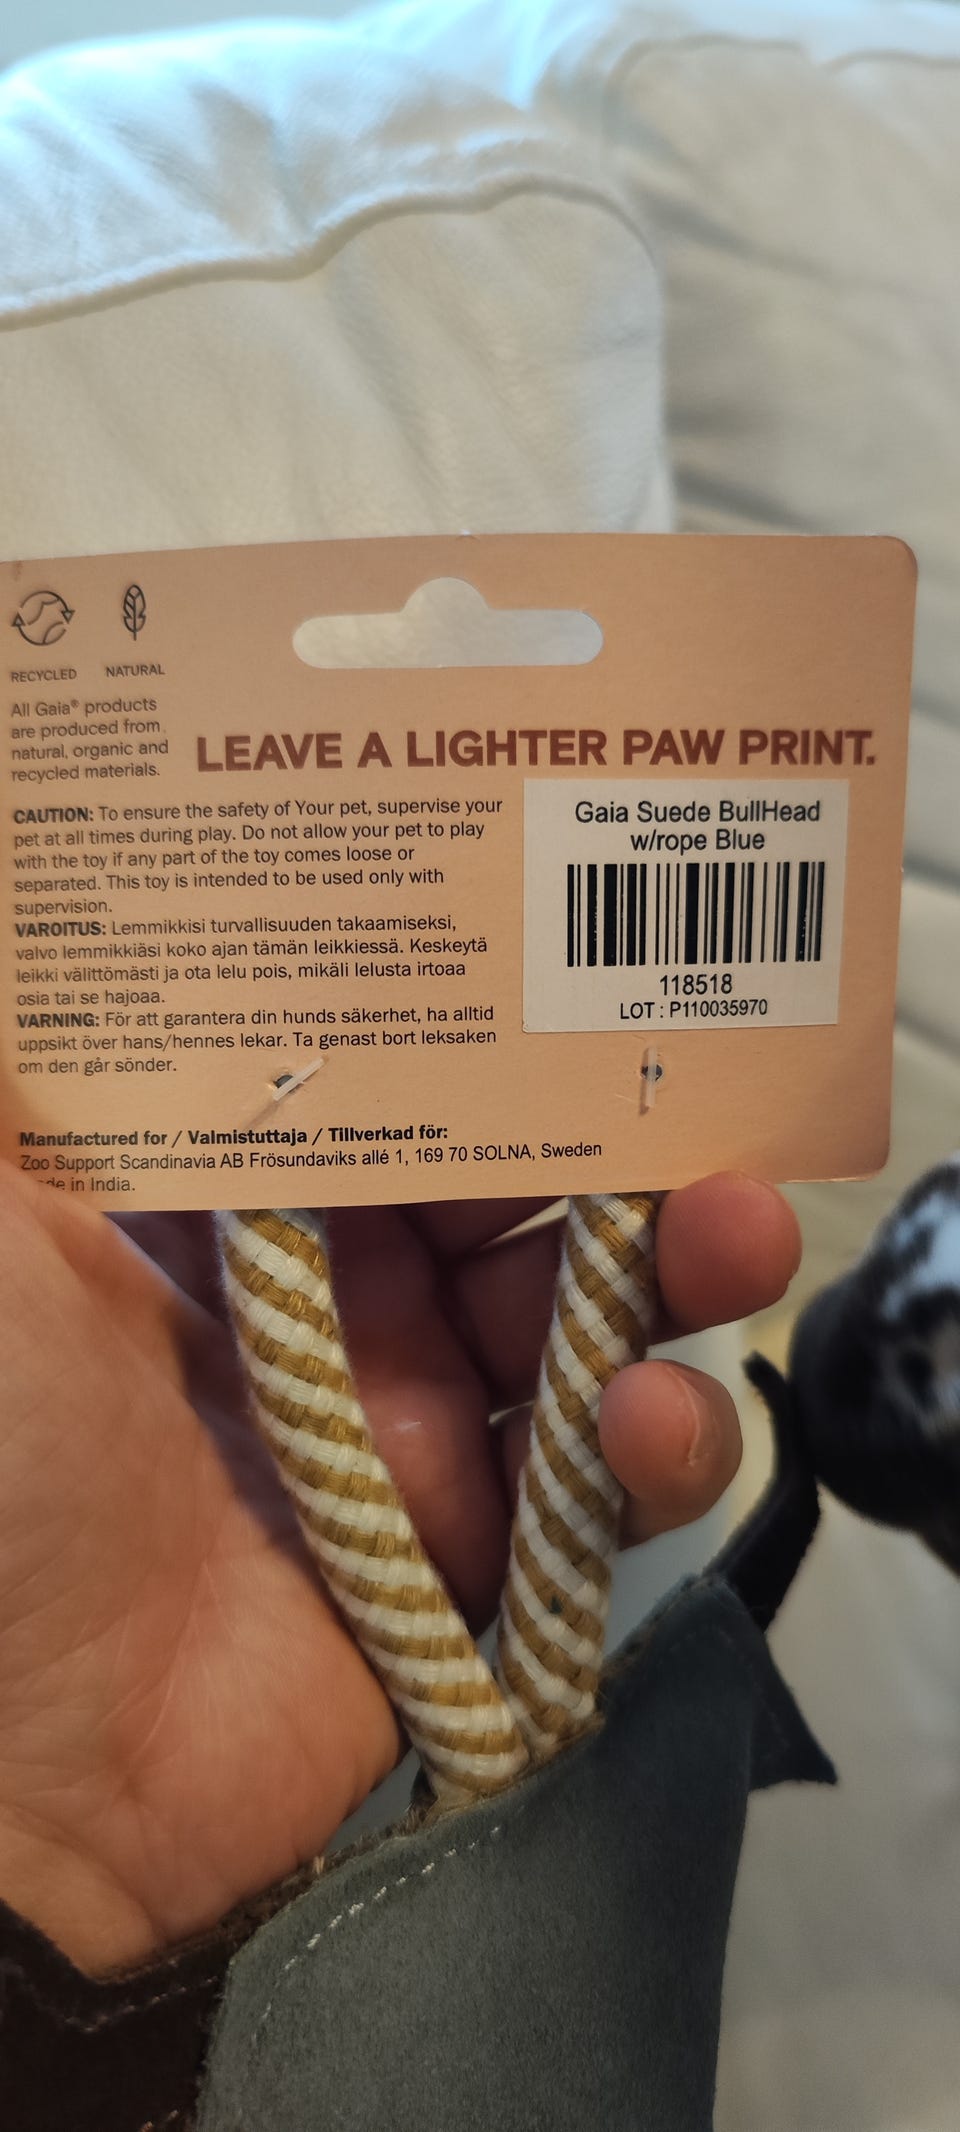 RECYCLED NATURAL
All Gaia® products
are produced from
natural, organic and
recycled materials.
LEAVE A LIGHTER PAW PRINT.
CAUTION: To ensure the safety of Your pet, supervise your
pet at all times during play. Do not allow your pet to play
with the toy if any part of the toy comes loose or
separated. This toy is intended to be used only with
supervision.
VAROITUS: Lemmikkisi turvallisuuden takaamiseksi,
valvo lemmikkiäsi koko ajan tämän leikkiessä. Keskeytä
leikki välittömästi ja ota lelu pois, mikäli lelusta irtoaa
osia tai se hajoaa.
VARNING: För att garantera din hunds säkerhet, ha alltid
uppsikt över hans/hennes lekar. Ta genast bort leksaken
om den går sönder.
Gaia Suede BullHead
w/rope Blue
118518
LOT : P110035970
Manufactured for / Valmistuttaja / Tillverkad för:
Zoo Support Scandinavia AB Frösundaviks allé 1, 169 70 SOLNA, Sweden
in India.